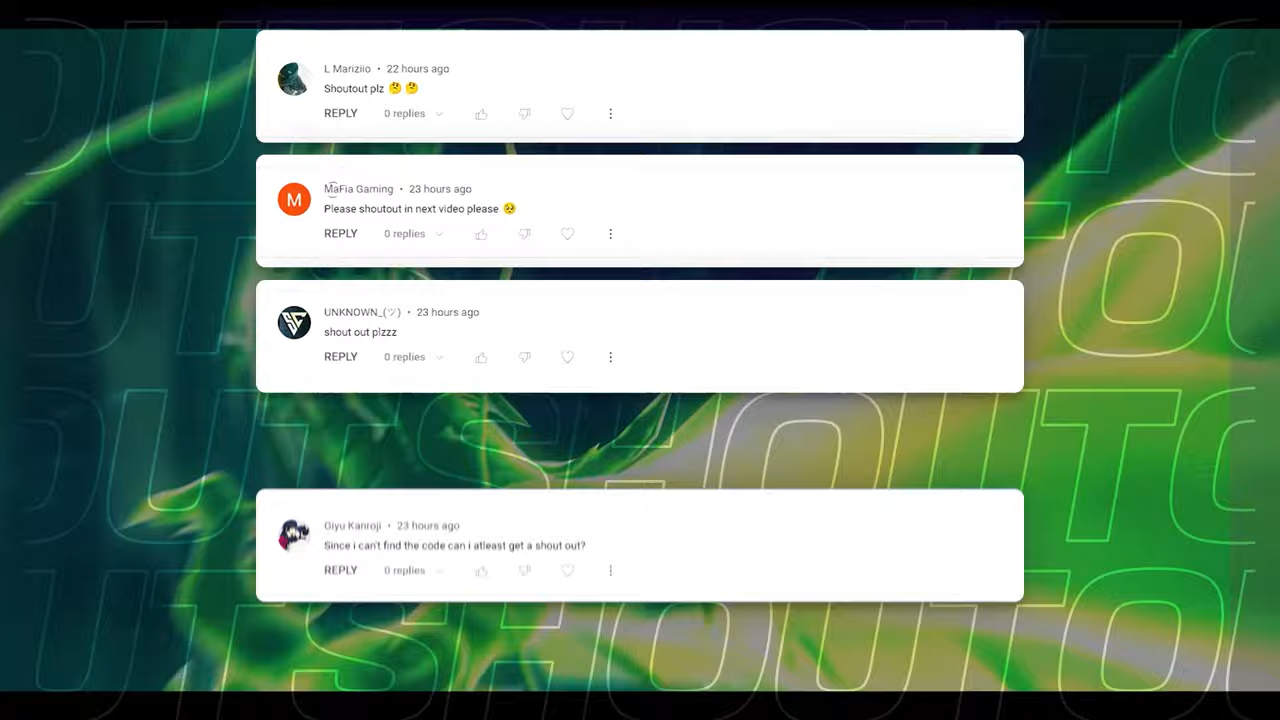 L Mariziio • 22 hours ago
Shoutout plz 🤔 🤔
REPLY 0 replies
MaFia Gaming • 23 hours ago
Please shoutout in next video please 🥺
REPLY 0 replies
UNKNOWN_(ツ) • 23 hours ago
shout out plzzz
REPLY 0 replies
Giyu Kanroji • 23 hours ago
Since i can't find the code can i atleast get a shout out?
REPLY 0 replies
M
SHOUTOUT